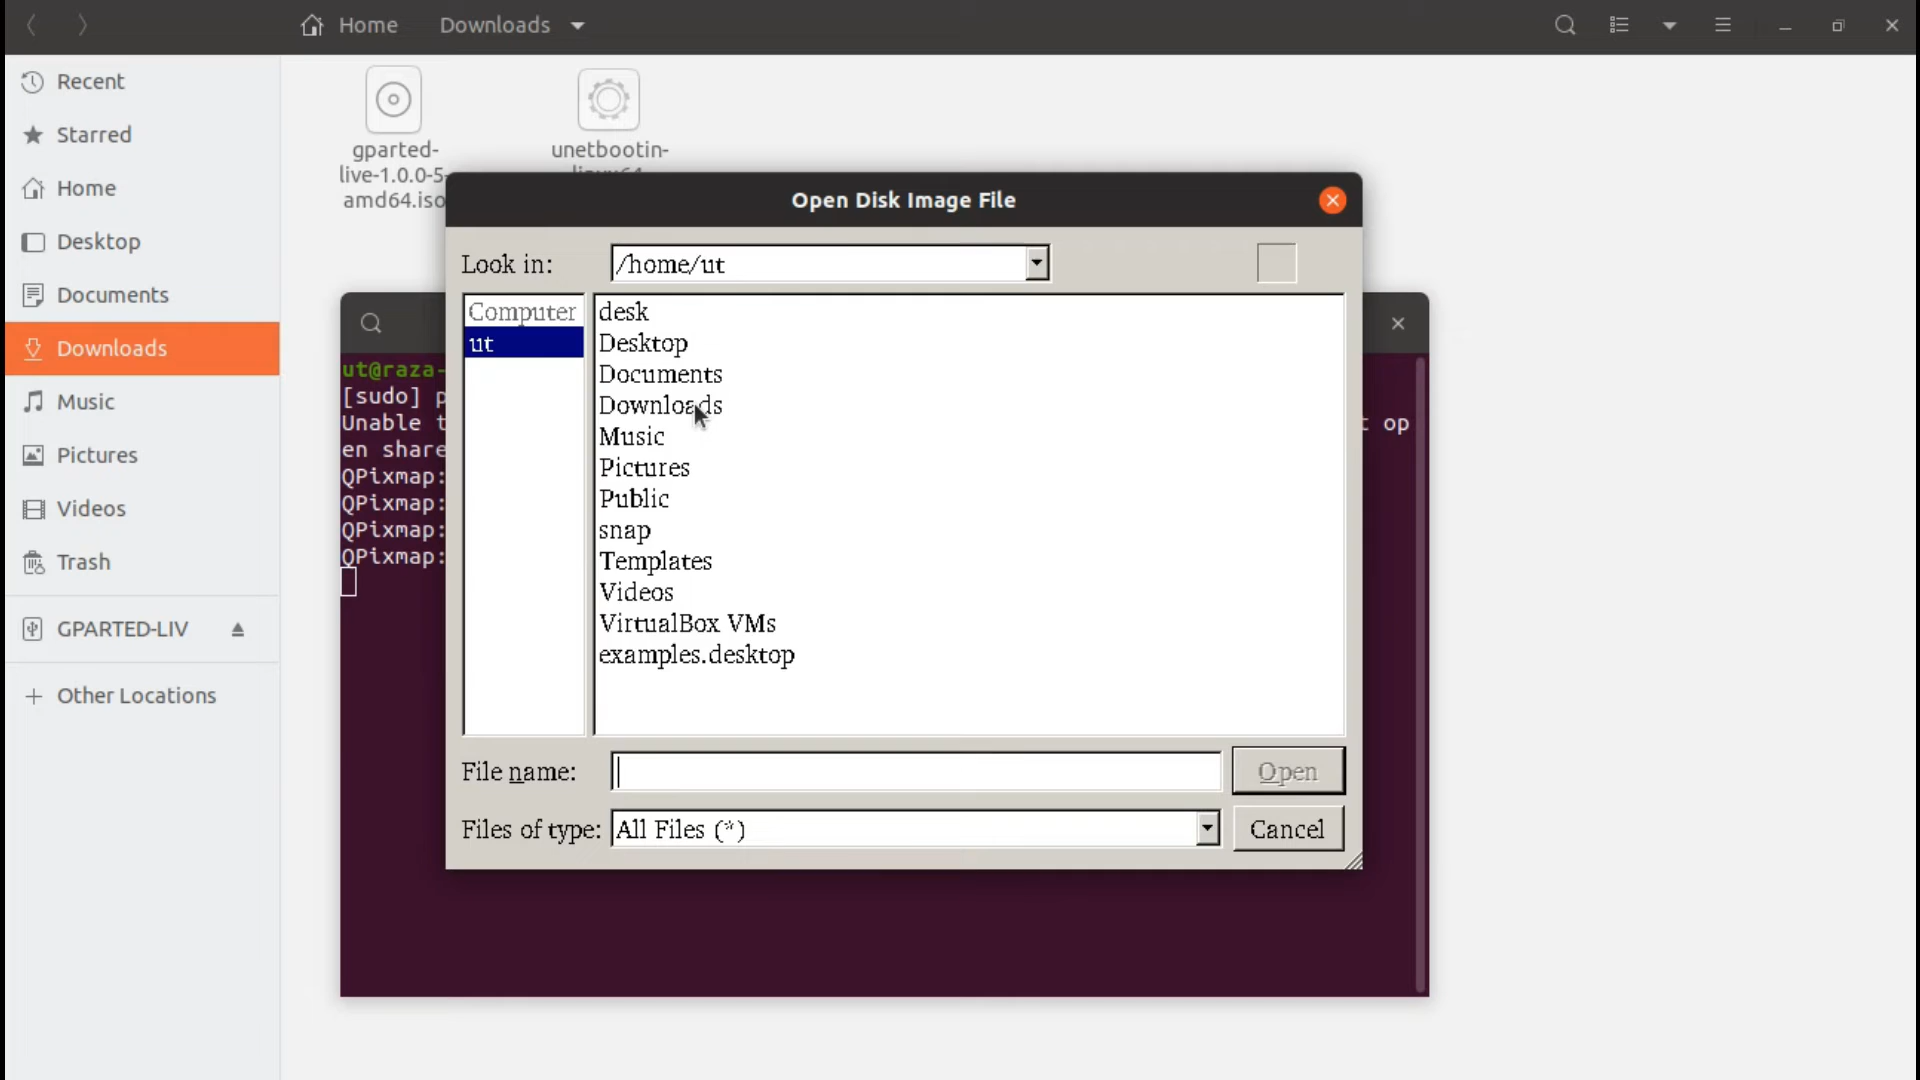 Home
Downloads
Recent
Starred
Home
Desktop
Documents
Downloads
Music
Pictures
Videos
Trash
GPARTED-LIV
Other Locations
gparted-
live-1.0.0-5-
amd64.iso
unetbootin-
Open Disk Image File
Look in:
/home/ut
Computer
ut
desk
Desktop
Documents
Downloads
Music
Pictures
Public
snap
Templates
Videos
VirtualBox VMs
examples.desktop
File name:
Open
Files of type:
All Files (*)
Cancel
ut@raza-
[sudo] p
Unable t
t op
en share
QPixmap:
QPixmap:
QPixmap:
QPixmap: